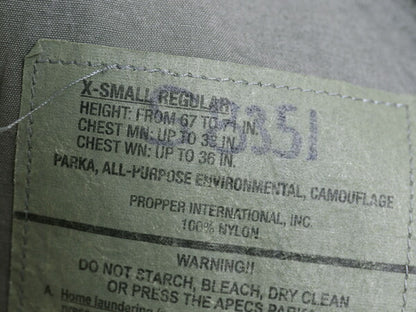 X-SMALL REGULAR
HEIGHT: FROM 67 TO 71 IN.
CHEST MN: UP TO 33 IN.
CHEST WN: UP TO 36 IN.
PARKA, ALL-PURPOSE ENVIRONMENTAL, CAMOUFLAGE
PROPPER INTERNATIONAL, INC.
100% NYLON
WARNING!!
DO NOT STARCH, BLEACH, DRY CLEAN
OR PRESS THE APECS PARKA
A. Home laundering